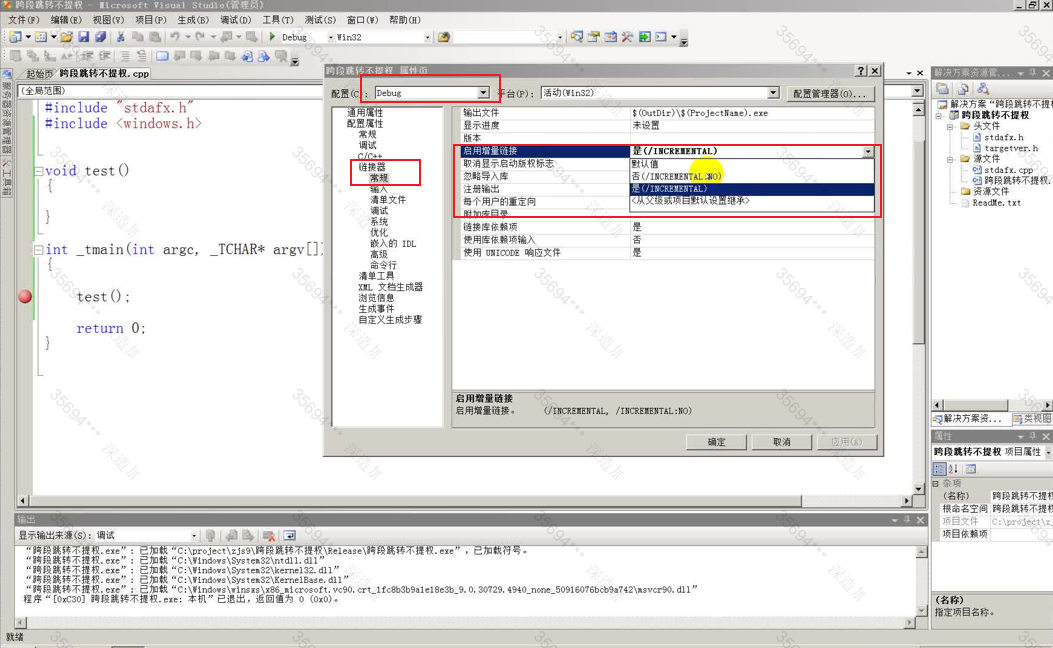 跨段跳转不提权 - Microsoft Visual Studio(管理员)
文件(F) 编辑(E) 视图(V) 项目(P) 生成(B) 调试(D) 工具(T) 测试(S) 窗口(W) 帮助(H)
Debug Win32
起始页 跨段跳转不提权.cpp
(全局范围)
#include "stdafx.h"
#include <windows.h>
void test()
{
}
int _tmain(int argc, _TCHAR* argv[])
{
test();
return 0;
}
服务器资源管理器
工具箱
跨段跳转不提权 属性页
配置(C): Debug 平台(P): 活动(Win32) 配置管理器(O)...
通用属性
配置属性
常规
调试
C/C++
链接器
常规
输入
清单文件
调试
系统
优化
嵌入的 IDL
高级
命令行
清单工具
XML 文档生成器
浏览信息
生成事件
自定义生成步骤
输出文件 $(OutDir)\$(ProjectName).exe
显示进度 未设置
版本
启用增量链接 是(/INCREMENTAL)
取消显示启动版权标志 默认值
忽略导入库 否(/INCREMENTAL:NO)
注册输出 是(/INCREMENTAL)
每个用户的重定向 <从父级或项目默认设置继承>
附加库目录
链接库依赖项 是
使用库依赖项输入 否
使用 UNICODE 响应文件 是
启用增量链接
启用增量链接。 (/INCREMENTAL, /INCREMENTAL:NO)
确定 取消 应用(A)
解决方案资源管...
解决方案"跨段跳转不提
跨段跳转不提权
头文件
stdafx.h
targetver.h
源文件
stdafx.cpp
跨段跳转不提权.
资源文件
ReadMe.txt
解决方案资... 类视图
属性
跨段跳转不提权 项目属性
杂项
(名称) 跨段跳转不提权
根命名空间 跨段跳转不提权
项目文件 C:\project\z
项目依赖项
(名称)
指定项目名称。
输出
显示输出来源(S): 调试
"跨段跳转不提权.exe": 已加载"C:\project\zjs9\跨段跳转不提权\Release\跨段跳转不提权.exe", 已加载符号。
"跨段跳转不提权.exe": 已加载"C:\Windows\System32\ntdll.dll"
"跨段跳转不提权.exe": 已加载"C:\Windows\System32\kernel32.dll"
"跨段跳转不提权.exe": 已加载"C:\Windows\System32\KernelBase.dll"
"跨段跳转不提权.exe": 已加载"C:\Windows\winsxs\x86_microsoft.vc90.crt_1fc8b3b9a1e18e3b_9.0.30729.4940_none_50916076bcb9a742\msvcr90.dll"
程序"[0xC30] 跨段跳转不提权.exe: 本机"已退出,返回值为 0 (0x0)。
就绪
35694***